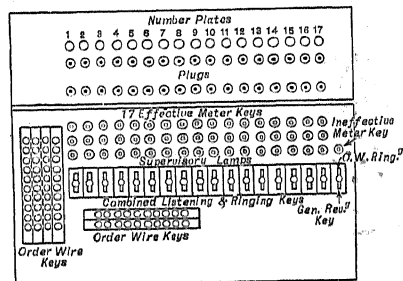 Number Plates
1 2 3 4 5 6 7 8 9 10 11 12 13 14 15 16 17
Plugs
17 Effective Meter Keys
Ineffective
Meter Key
Supervisory Lamps
O.W. Ring.g
Combined Listening & Ringing Keys
Gen. Rev.g
Key
Order Wire Keys
Order Wire
Keys